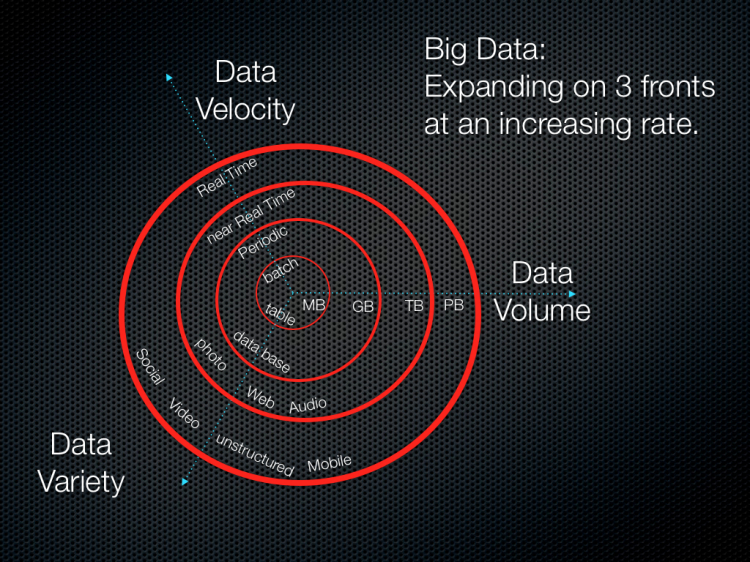 Big Data:
Expanding on 3 fronts
at an increasing rate.
Data
Velocity
Real Time
near Real Time
Periodic
batch
Data
Volume
MB
GB
TB
PB
table
data base
photo
Web
Audio
Social
Video
unstructured
Mobile
Data
Variety